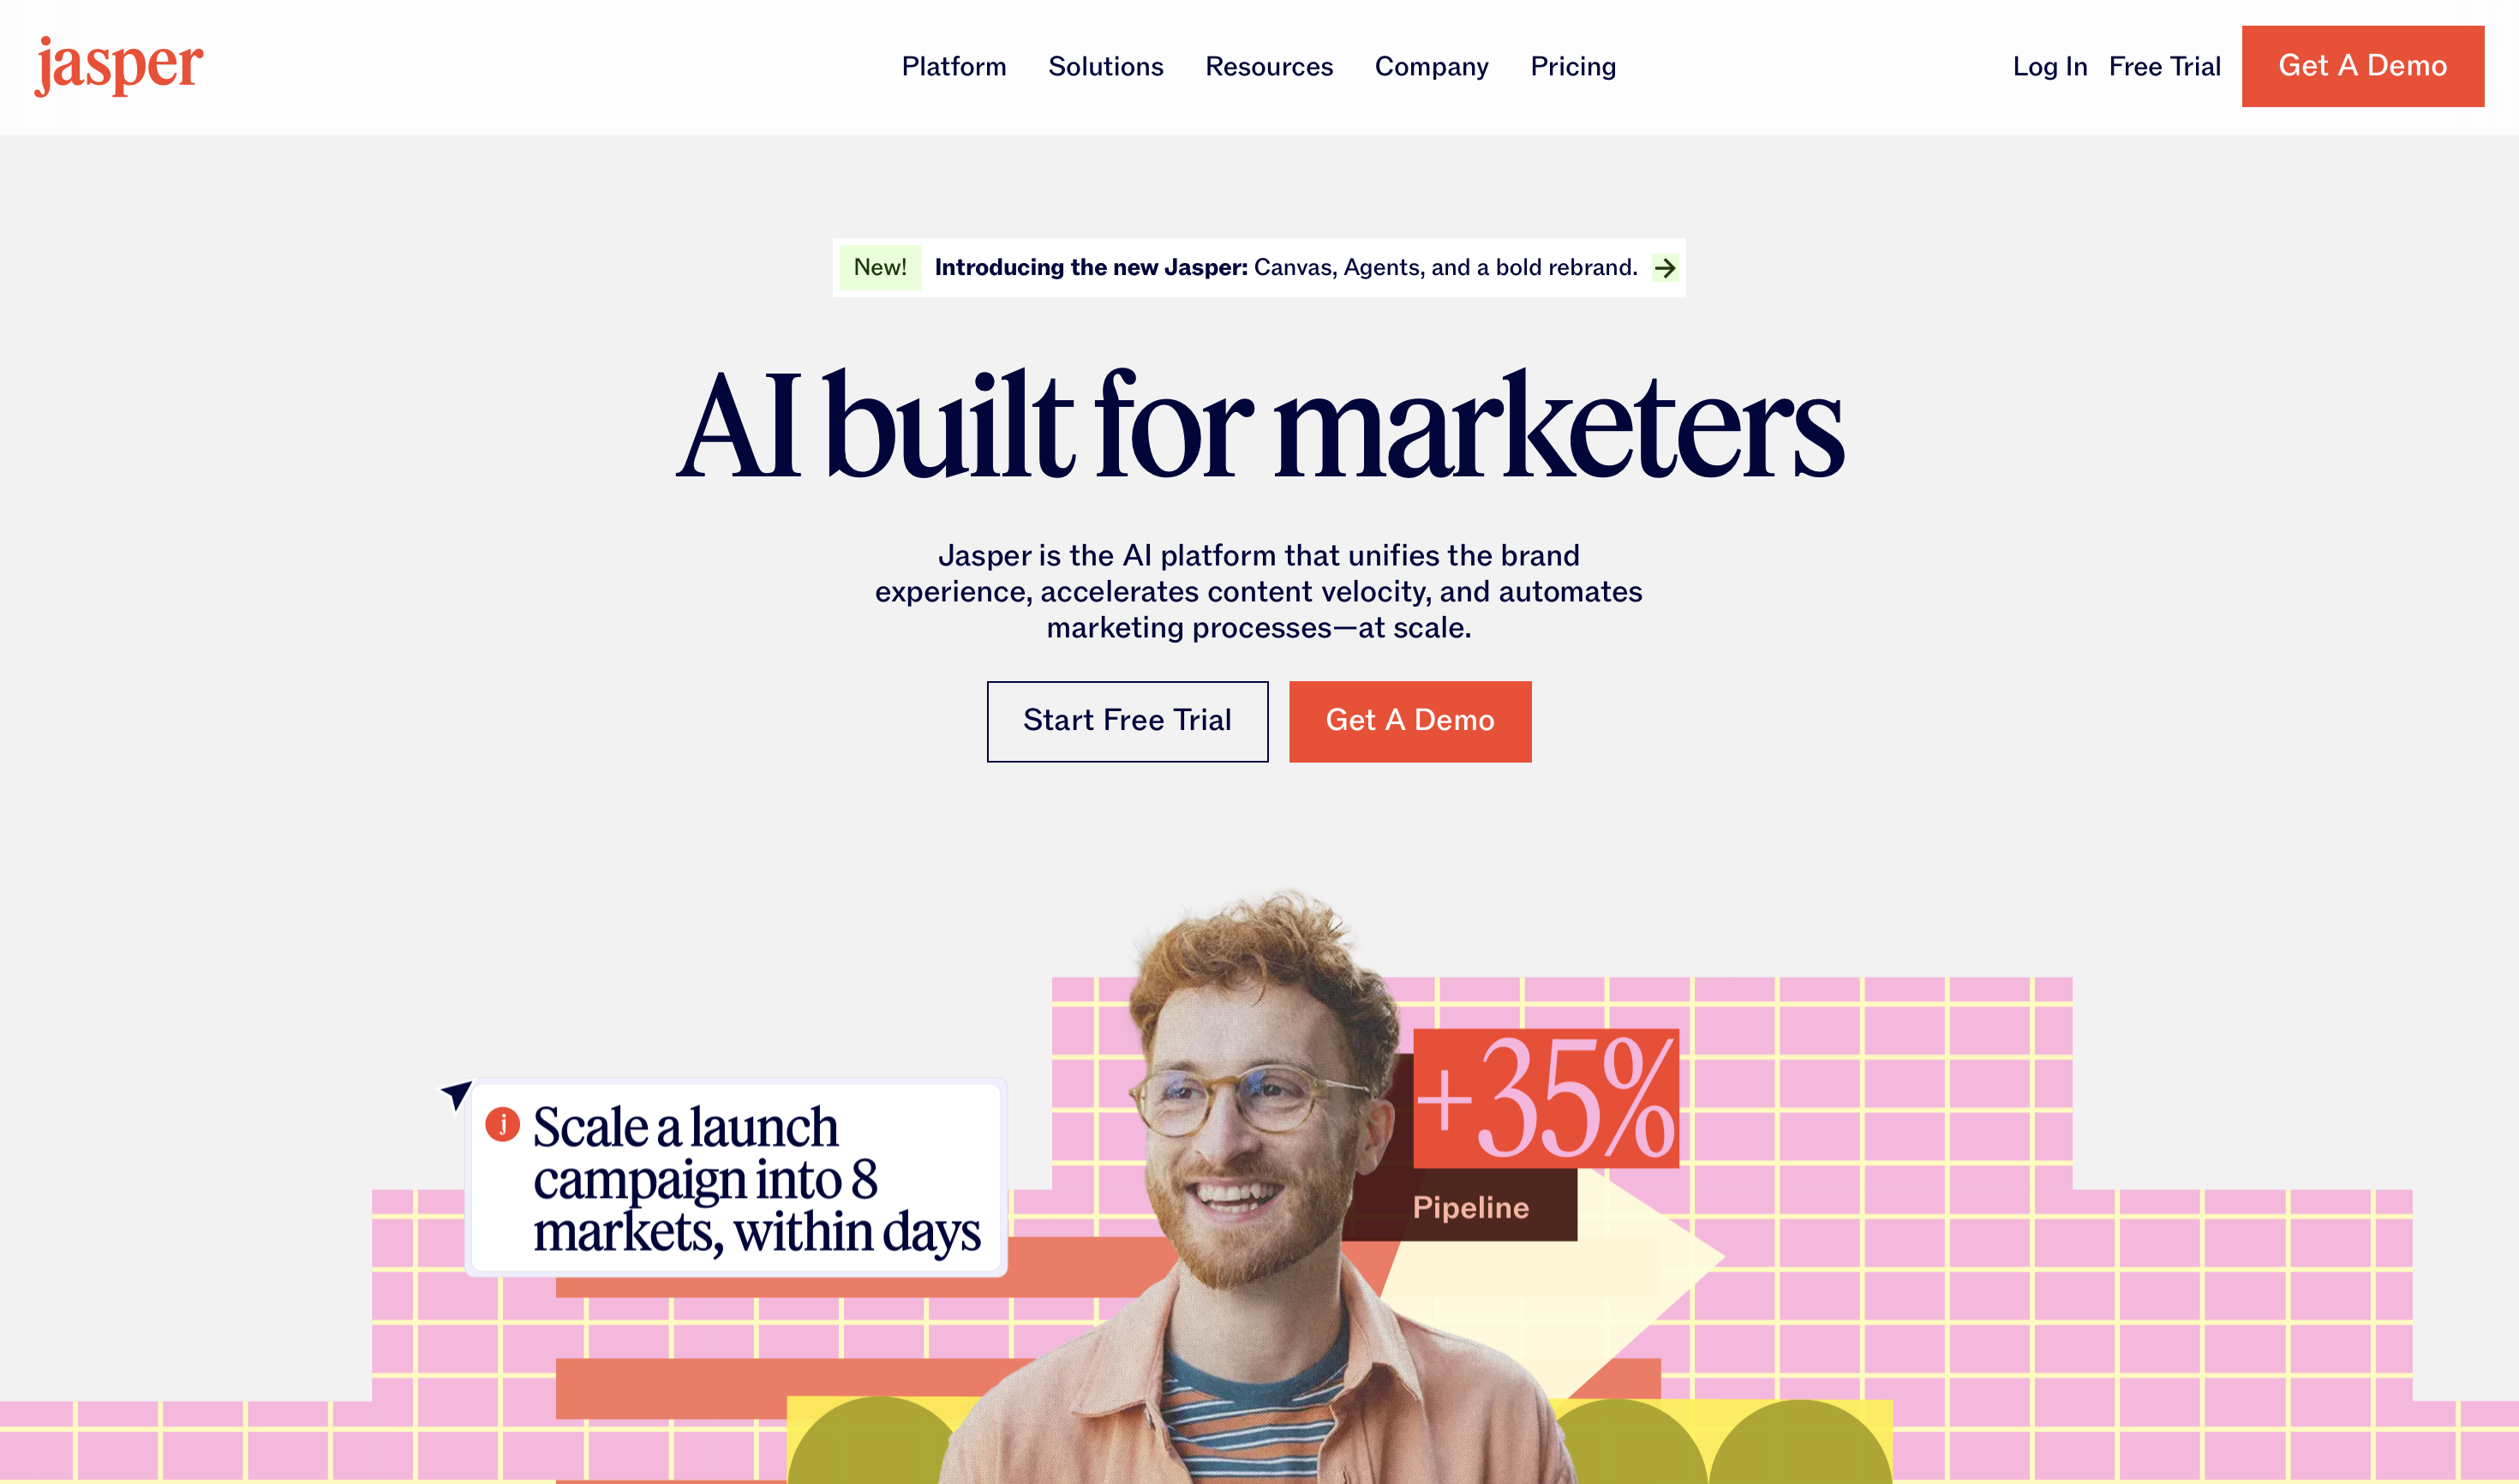 jasper
Platform Solutions Resources Company Pricing
Log In Free Trial Get A Demo
New! Introducing the new Jasper: Canvas, Agents, and a bold rebrand.
AI built for marketers
Jasper is the AI platform that unifies the brand
experience, accelerates content velocity, and automates
marketing processes—at scale.
Start Free Trial Get A Demo
j Scale a launch
campaign into 8
markets, within days
+35%
Pipeline